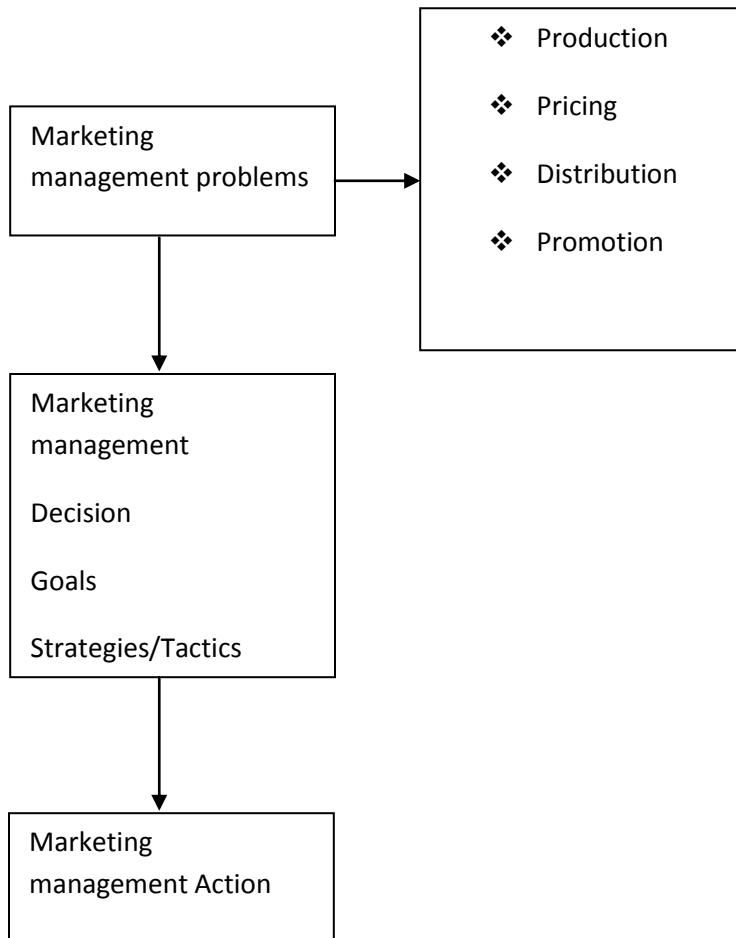 Marketing
management problems
❖ Production
❖ Pricing
❖ Distribution
❖ Promotion
Marketing
management
Decision
Goals
Strategies/Tactics
Marketing
management Action